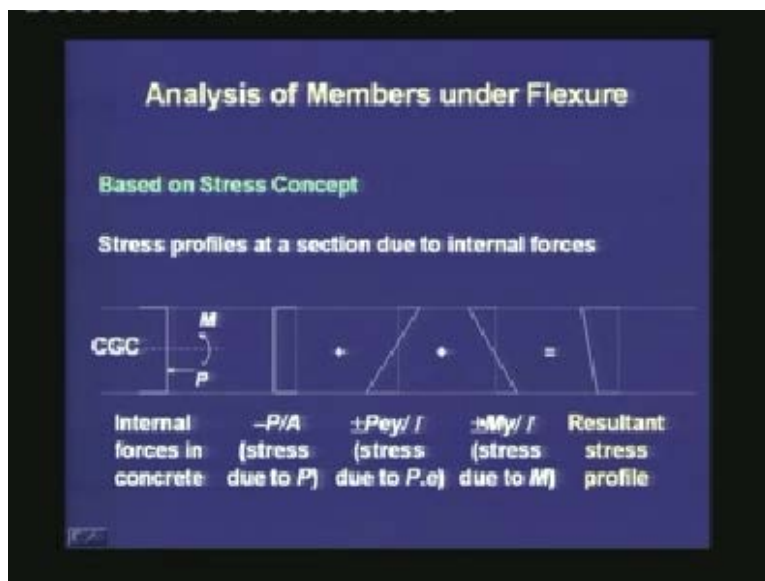 Analysis of Members under Flexure
Based on Stress Concept
Stress profiles at a section due to internal forces
CGC
M
P
+
+
=
Internal forces in concrete
–P/A (stress due to P)
±Pey/I (stress due to P.e)
±My/I (stress due to M)
Resultant stress profile